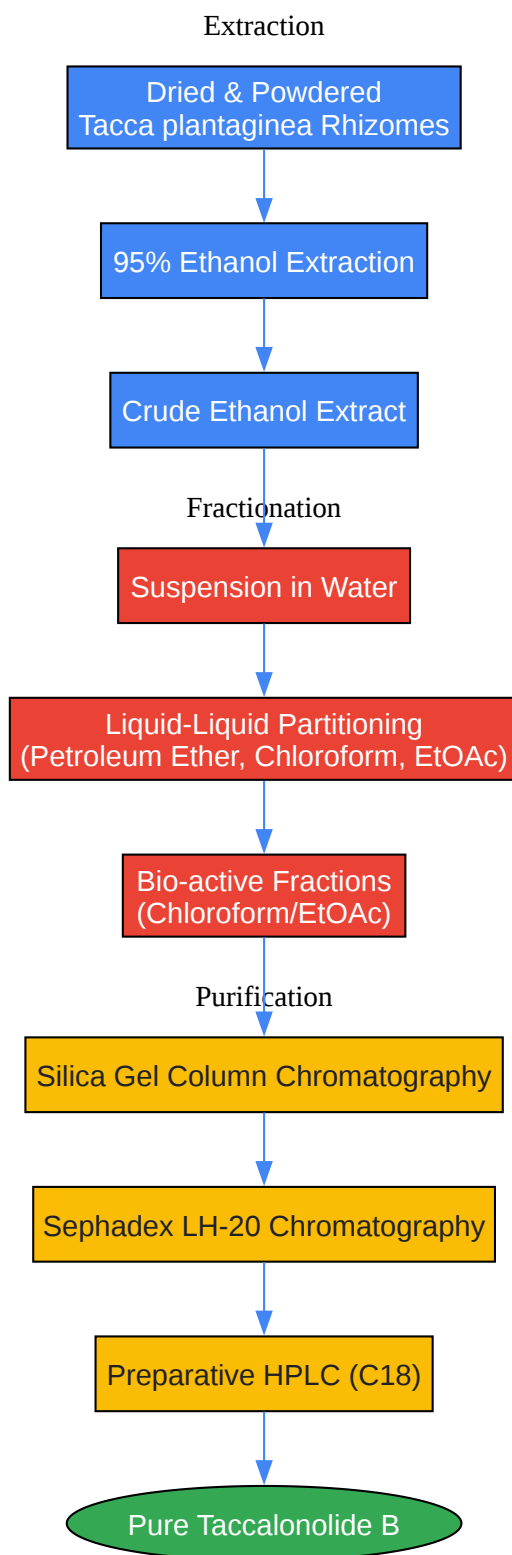 Extraction
Dried & Powdered
Tacca plantaginea Rhizomes
95% Ethanol Extraction
Crude Ethanol Extract
Fractionation
Suspension in Water
Liquid-Liquid Partitioning
(Petroleum Ether, Chloroform, EtOAc)
Bio-active Fractions
(Chloroform/EtOAc)
Purification
Silica Gel Column Chromatography
Sephadex LH-20 Chromatography
Preparative HPLC (C18)
Pure Taccalonolide B